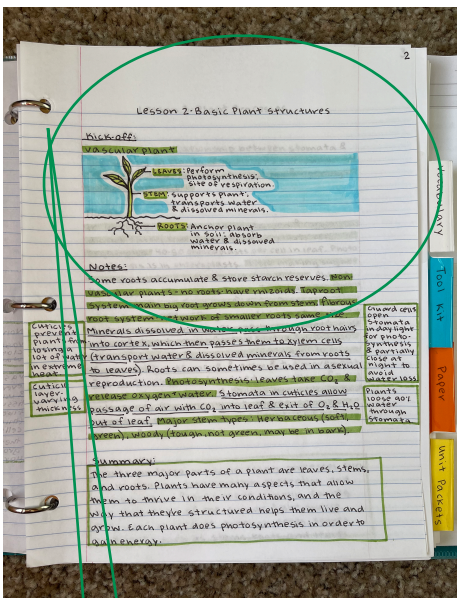 2
Lesson 2-Basic Plant Structures
Kick-off:
vascular plant
LEAVES: Perform
photosynthesis;
site of respiration.
STEM: supports plant;
transports water
& dissolved minerals.
ROOTS: Anchor plant
in soil; absorb
water & dissoved
minerals.
Notes:
Some roots accumulate & store starch reserves. Non-
vascular plants: no roots-have rhizoids. Taproot
system: main big root grows down from stem. Fibrous
root system: network of smaller roots same size
Minerals dissolved in water pass through root hairs
into cortex, which then passes them to xylem cells
(transport water & dissolved minerals from roots
to leaves). Roots can sometimes be used in asexual
reproduction. Photosynthesis: leaves take CO₂ &
release oxygen + water. Stomata in cuticles allow
passage of air with CO₂ into leaf & exit of O₂ & H₂O
out of leaf. Major stem types: Herbaceous (soft,
green), Woody (tough, not green, may be in bark).
Cuticles
prevent
plant from
losing a
lot of water
in extreme
heat
Cuticle
layer-
varying
thickness
Guard cells
open
stomata
in daylight
for photo-
synthesis
& partially
close at
night to
avoid
water loss
Plants
loose 90%
water
through
stomata
Summary:
The three major parts of a plant are leaves, stems,
and roots. Plants have many aspects that allow
them to thrive in their conditions, and the
way that they're structured helps them live and
grow. Each plant does photosynthesis in order to
gain energy.
Vocabulary
Tool Kit
Paper
Unit Packets